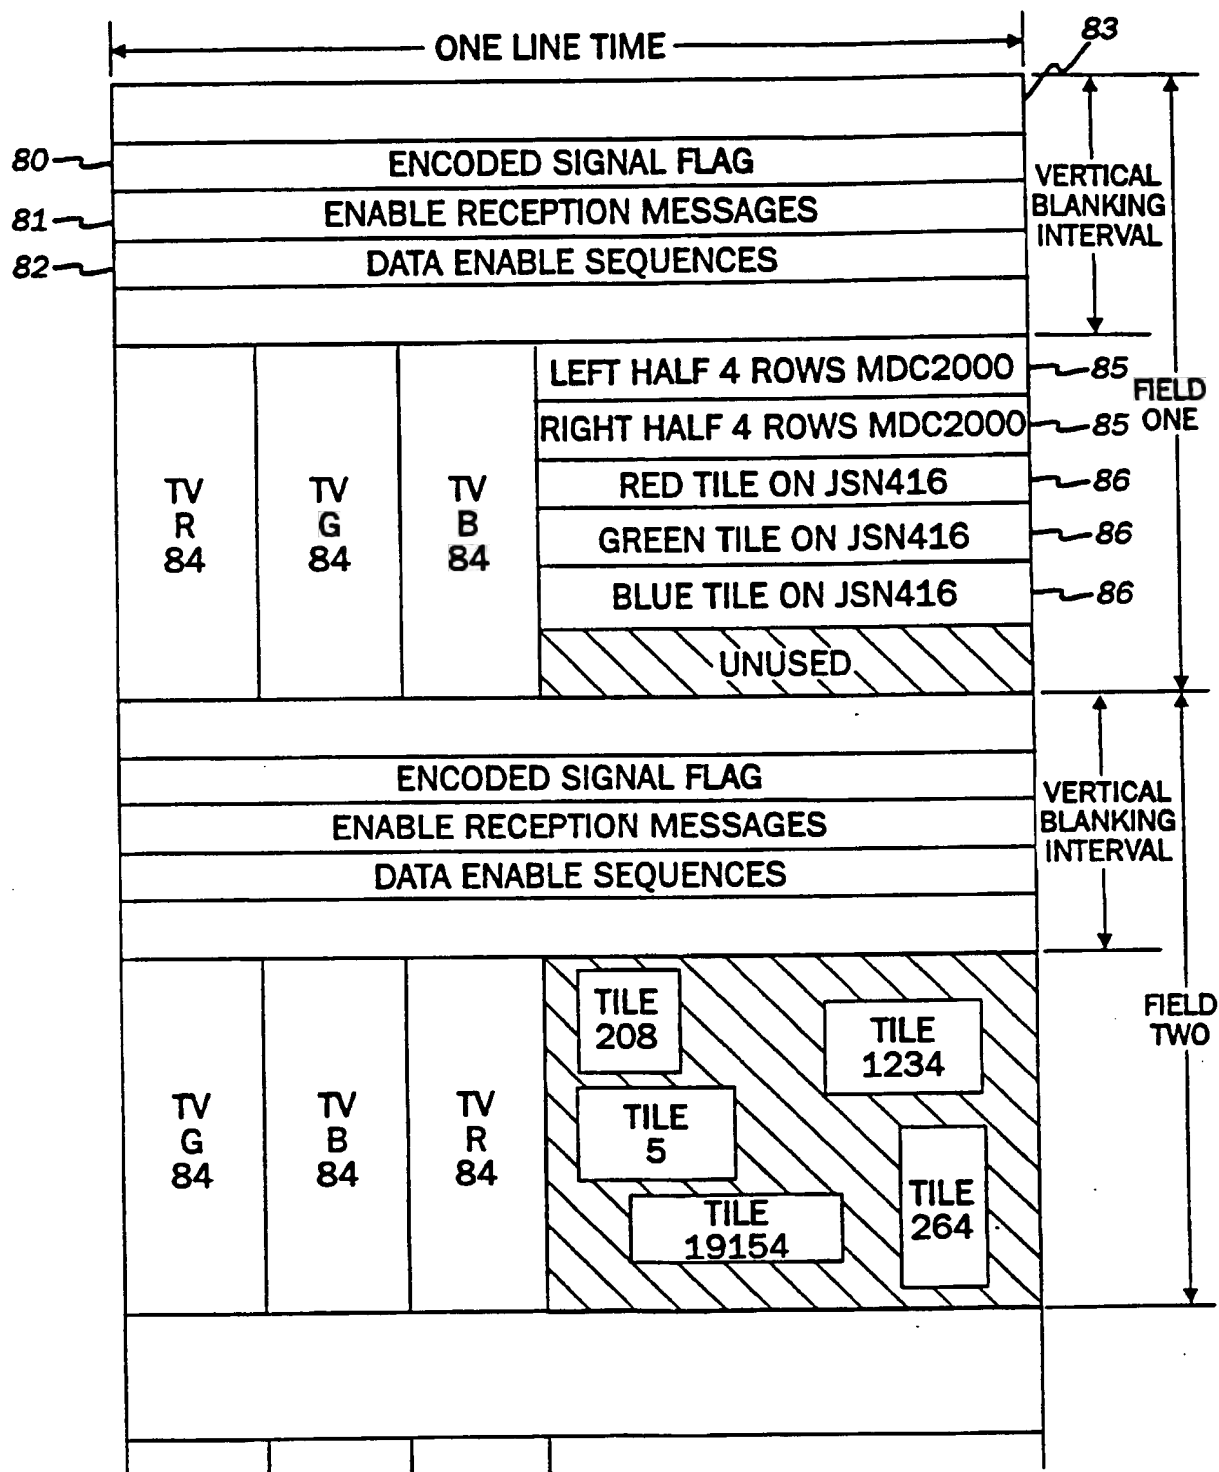 ONE LINE TIME
83
80
ENCODED SIGNAL FLAG
81
ENABLE RECEPTION MESSAGES
82
DATA ENABLE SEQUENCES
VERTICAL
BLANKING
INTERVAL
FIELD
ONE
TV
R
84
TV
G
84
TV
B
84
LEFT HALF 4 ROWS MDC2000
85
RIGHT HALF 4 ROWS MDC2000
85
RED TILE ON JSN416
86
GREEN TILE ON JSN416
86
BLUE TILE ON JSN416
86
UNUSED
ENCODED SIGNAL FLAG
ENABLE RECEPTION MESSAGES
DATA ENABLE SEQUENCES
VERTICAL
BLANKING
INTERVAL
FIELD
TWO
TV
G
84
TV
B
84
TV
R
84
TILE
208
TILE
1234
TILE
5
TILE
264
TILE
19154